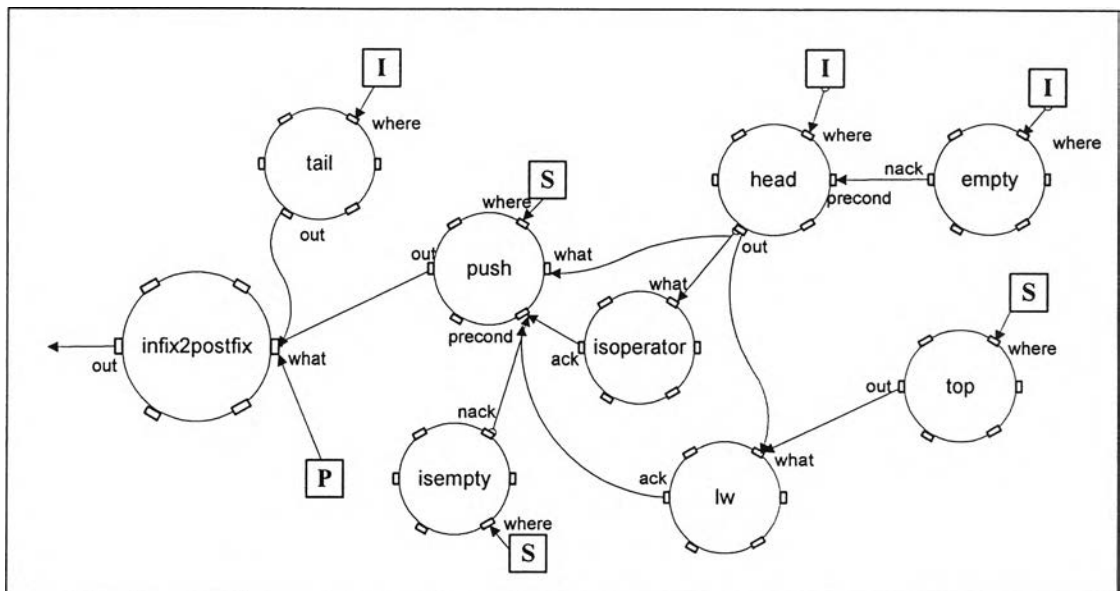 I
where
tail
out
I
where
head
precond
out
I
where
nack
empty
S
where
out
push
what
precond
what
isoperator
ack
S
where
out
top
infix2postfix
out
what
P
nack
isempty
where
S
ack
lw
what